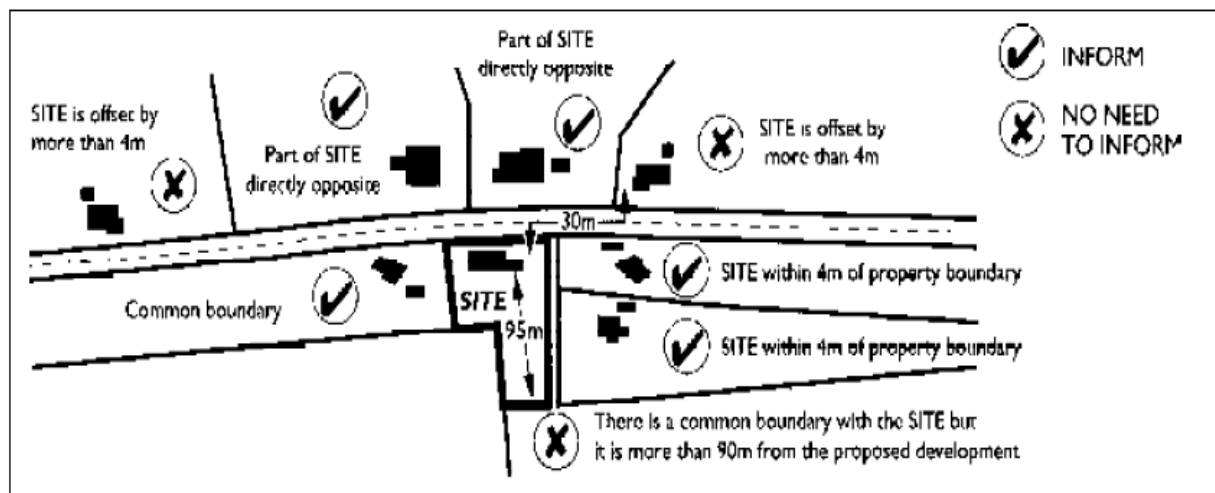 Part of SITE
directly opposite
Part of SITE
directly opposite
SITE is offset by
more than 4m
SITE is offset by
more than 4m
INFORM
NO NEED
TO INFORM
30m
SITE within 4m of property boundary
Common boundary
SITE
95m
SITE within 4m of property boundary
There is a common boundary with the SITE but
it is more than 90m from the proposed development